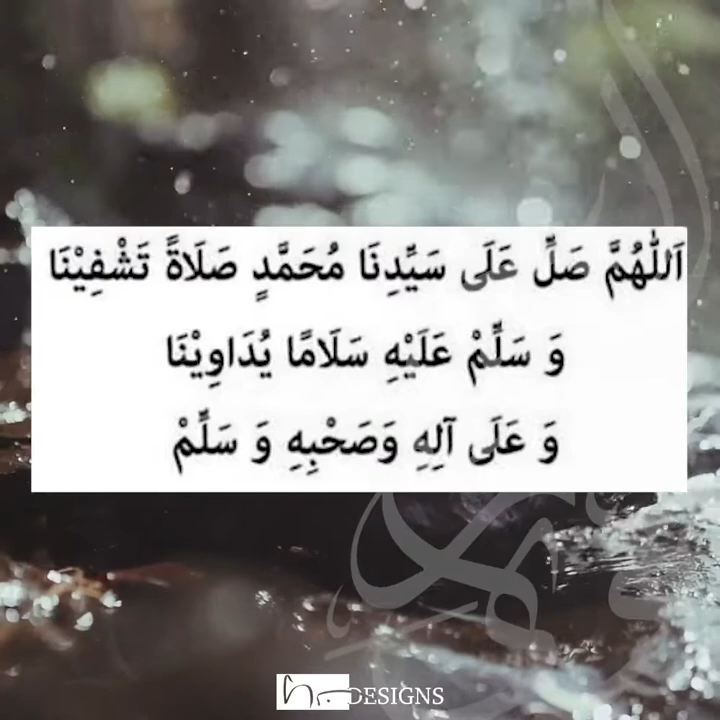 اَللّٰهُمَّ صَلِّ عَلَى سَيِّدِنَا مُحَمَّدٍ صَلَاةً تَشْفِيْنَا
وَ سَلِّمْ عَلَيْهِ سَلَامًا يُدَاوِيْنَا
وَ عَلَى آلِهِ وَصَحْبِهِ وَ سَلِّمْ
DESIGNS